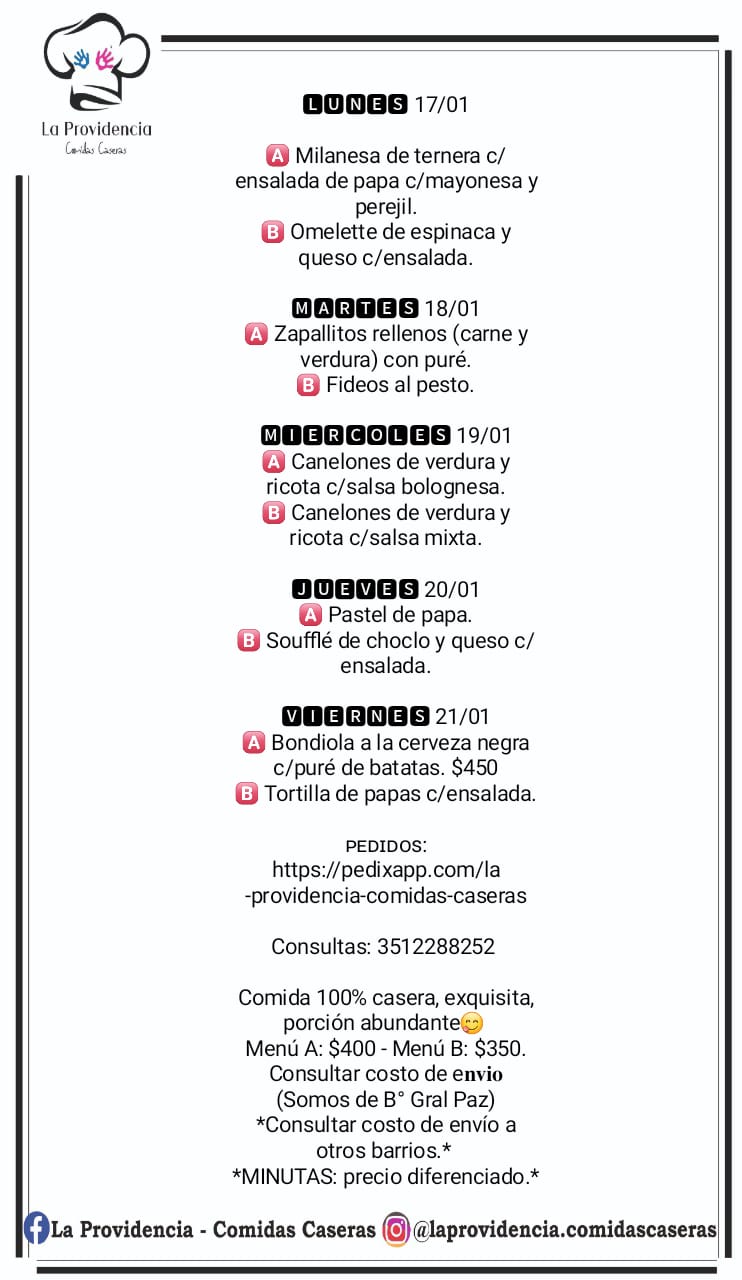 La Providencia
Comidas Caseras
LUNES 17/01
A Milanesa de ternera c/
ensalada de papa c/mayonesa y
perejil.
B Omelette de espinaca y
queso c/ensalada.
MARTES 18/01
A Zapallitos rellenos (carne y
verdura) con puré.
B Fideos al pesto.
MIERCOLES 19/01
A Canelones de verdura y
ricota c/salsa bolognesa.
B Canelones de verdura y
ricota c/salsa mixta.
JUEVES 20/01
A Pastel de papa.
B Soufflé de choclo y queso c/
ensalada.
VIERNES 21/01
A Bondiola a la cerveza negra
c/puré de batatas. $450
B Tortilla de papas c/ensalada.
PEDIDOS:
https://pedixapp.com/la
-providencia-comidas-caseras
Consultas: 3512288252
Comida 100% casera, exquisita,
porción abundante😋
Menú A: $400 - Menú B: $350.
Consultar costo de envio
(Somos de B° Gral Paz)
*Consultar costo de envío a
otros barrios.*
*MINUTAS: precio diferenciado.*
La Providencia - Comidas Caseras @laprovidencia.comidascaseras